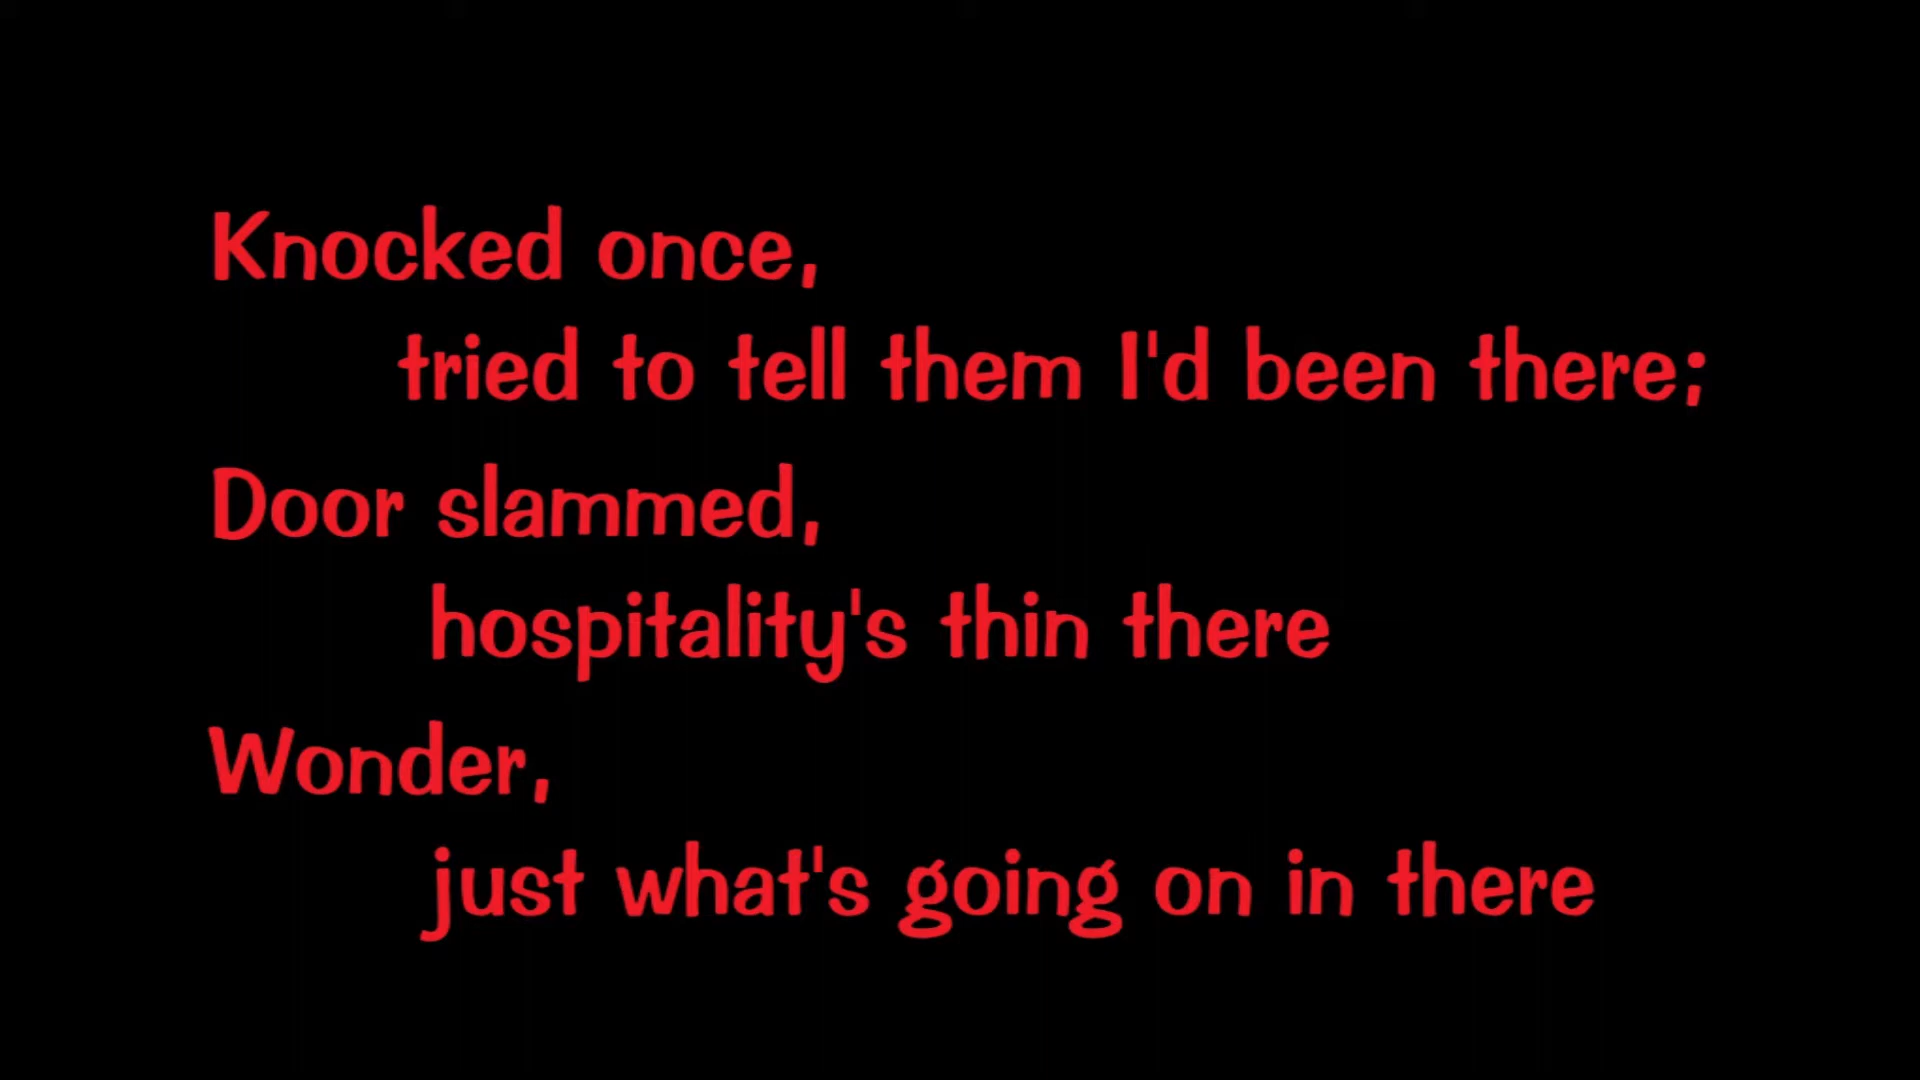 Knocked once,
tried to tell them I'd been there;
Door slammed,
hospitality's thin there
Wonder,
just what's going on in there